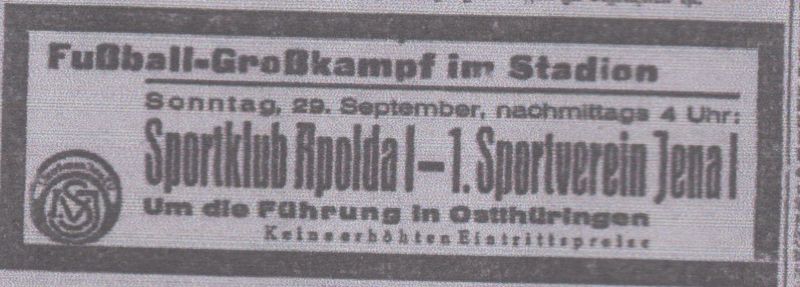 Fußball-Großkampf im Stadion
Sonntag, 29. September, nachmittags 4 Uhr:
Sportklub Apolda I – 1. Sportverein Jena I
Um die Führung in Ostthüringen
Keine erhöhten Eintrittspreise